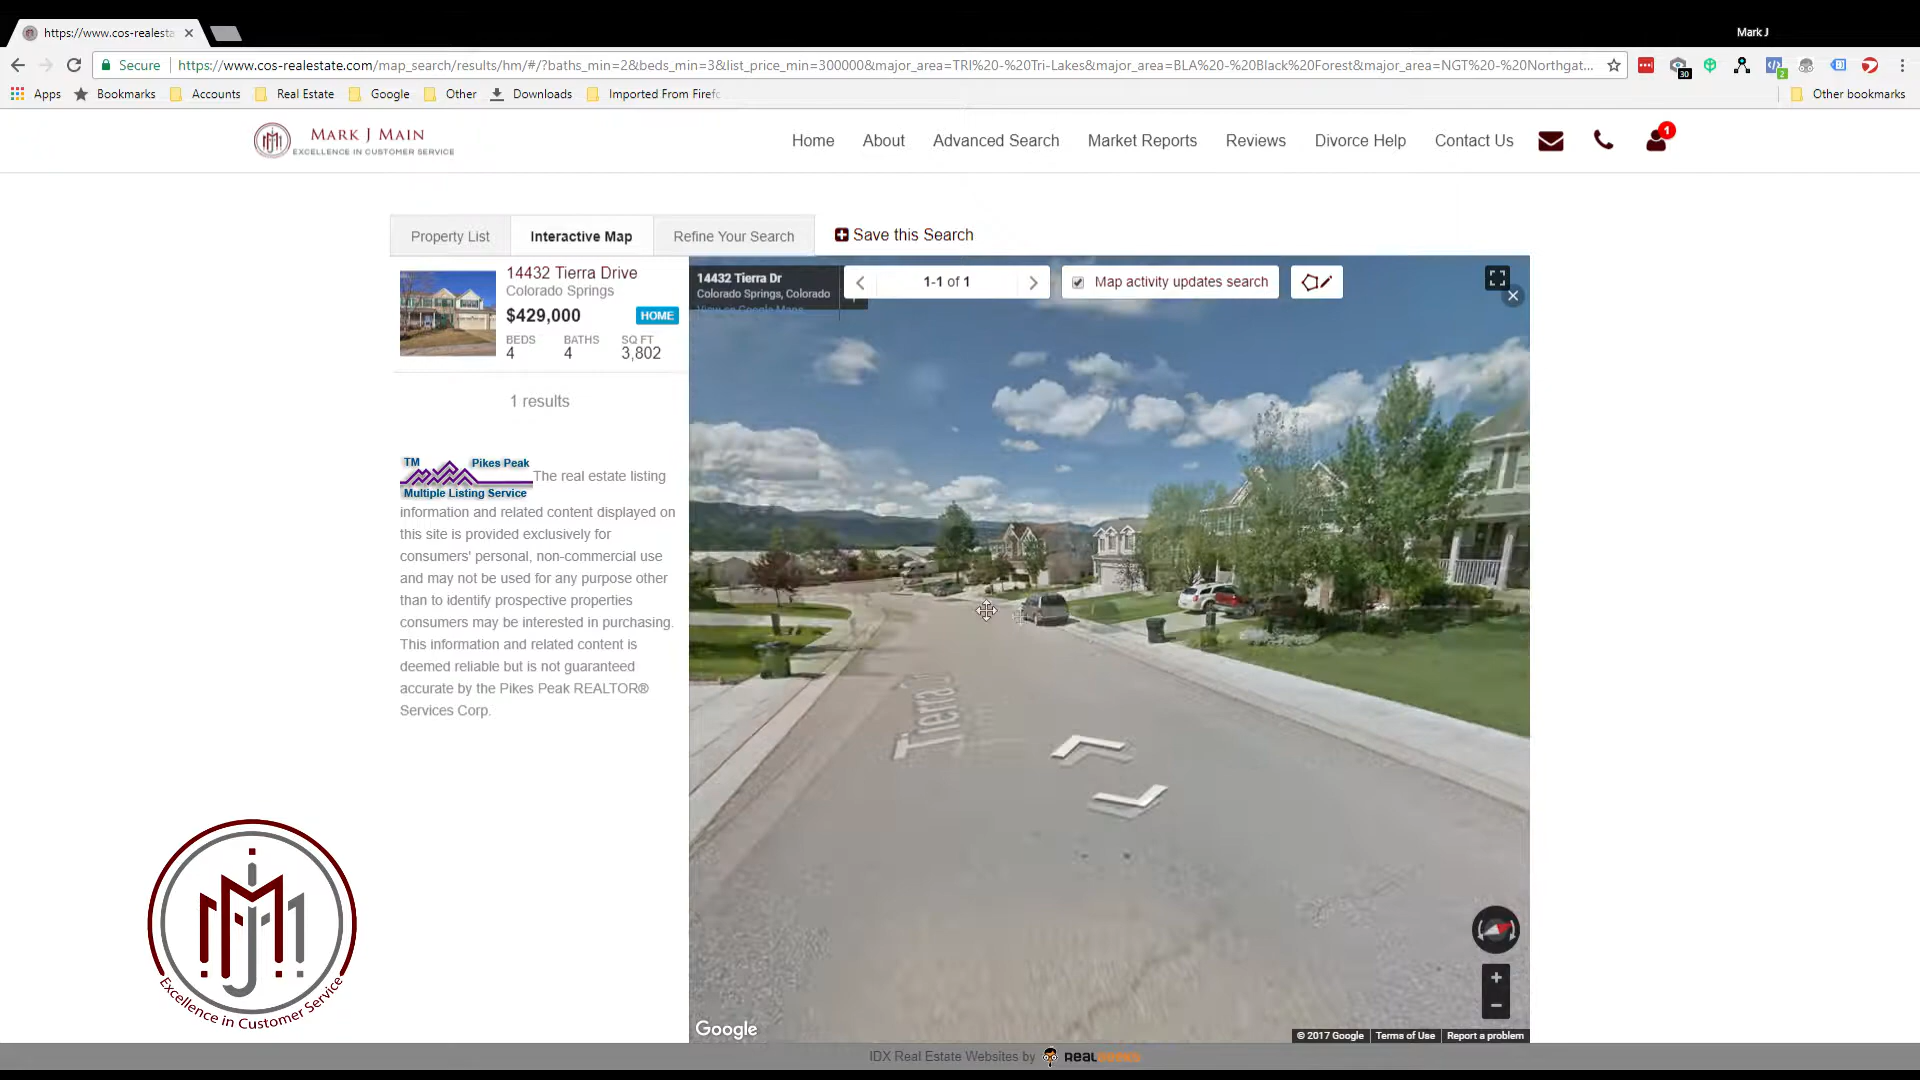 Mark J
https://www.cos-realesta
Secure
https://www.cos-realestate.com/map_search/results/hm/#/?baths_min=2&beds_min=3&list_price_min=300000&major_area=TRI%20-%20Tri-Lakes&major_area=BLA%20-%20Black%20Forest&major_area=NGT%20-%20Northgat...
30
2
Apps
Bookmarks
Accounts
Real Estate
Google
Other
Downloads
Imported From Firefo
Other bookmarks
MARK J MAIN
EXCELLENCE IN CUSTOMER SERVICE
Home
About
Advanced Search
Market Reports
Reviews
Divorce Help
Contact Us
1
Property List
Interactive Map
Refine Your Search
Save this Search
14432 Tierra Drive
Colorado Springs
$429,000
HOME
BEDS
BATHS
SQ FT
4
4
3,802
1 results
TM Pikes Peak
Multiple Listing Service
The real estate listing
information and related content displayed on
this site is provided exclusively for
consumers' personal, non-commercial use
and may not be used for any purpose other
than to identify prospective properties
consumers may be interested in purchasing.
This information and related content is
deemed reliable but is not guaranteed
accurate by the Pikes Peak REALTOR®
Services Corp.
14432 Tierra Dr
Colorado Springs, Colorado
View on Google Maps
1-1 of 1
Map activity updates search
Tierra Dr
Google
© 2017 Google
Terms of Use
Report a problem
Excellence in Customer Service
IDX Real Estate Websites by
REAL